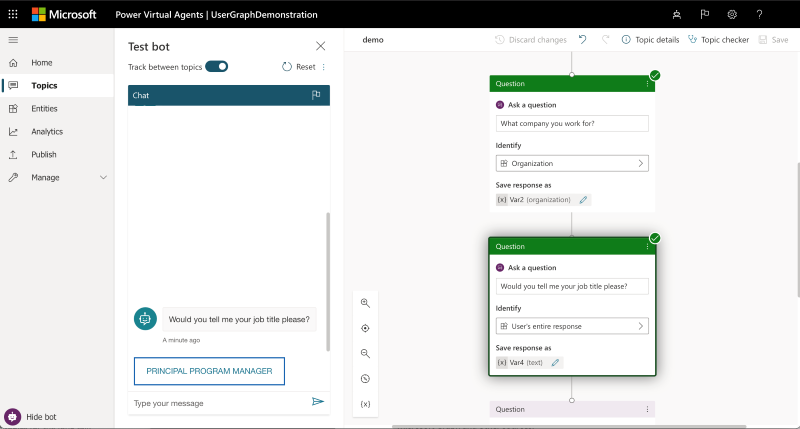 Microsoft Power Virtual Agents | UserGraphDemonstration ?
Home
Topics
Entities
Analytics
Publish
Manage
Hide bot
Test bot
Track between topics Reset
Chat
Would you tell me your job title please?
A minute ago
PRINCIPAL PROGRAM MANAGER
Type your message
demo Discard changes Topic details Topic checker Save
Question
Ask a question
What company you work for?
Identify
Organization
Save response as
{x} Var2 (organization)
Question
Ask a question
Would you tell me your job title please?
Identify
User's entire response
Save response as
{x} Var4 (text)
Question
{x}